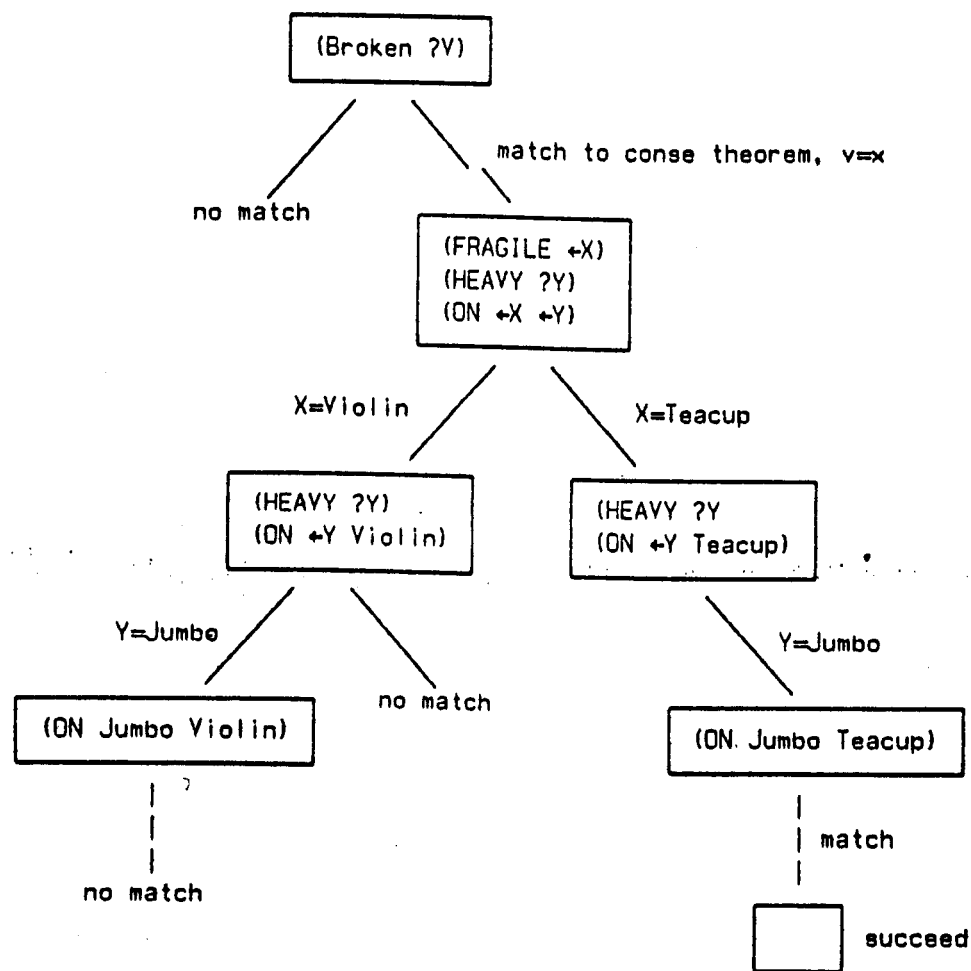 (Broken ?V)
match to conse theorem, v=x
no match
(FRAGILE ←X)
(HEAVY ?Y)
(ON ←X ←Y)
X=Violin
X=Teacup
(HEAVY ?Y)
(ON ←Y Violin)
(HEAVY ?Y
(ON ←Y Teacup)
Y=Jumbo
no match
Y=Jumbo
(ON Jumbo Violin)
(ON Jumbo Teacup)
match
no match
succeed